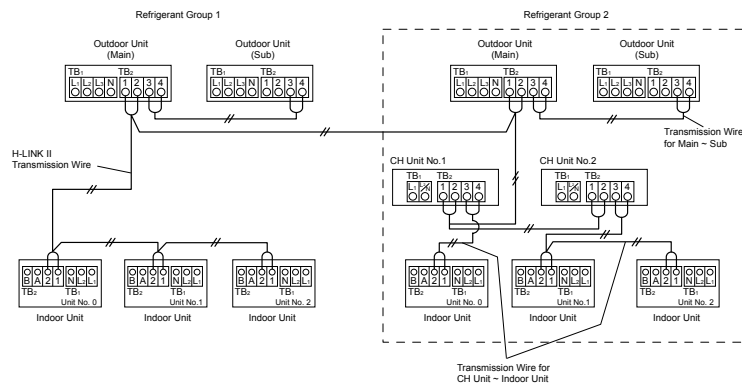 Refrigerant Group 1
Refrigerant Group 2
Outdoor Unit
(Main)
Outdoor Unit
(Sub)
Outdoor Unit
(Main)
Outdoor Unit
(Sub)
TB1 TB2
L1 L2 L3 N 1 2 3 4
TB1 TB2
L1 L2 L3 N 1 2 3 4
TB1 TB2
L1 L2 L3 N 1 2 3 4
TB1 TB2
L1 L2 L3 N 1 2 3 4
Transmission Wire
for Main ~ Sub
H-LINK II
Transmission Wire
CH Unit No.1
TB1 TB2
L1 L2/N 1 2 3 4
CH Unit No.2
TB1 TB2
L1 L2/N 1 2 3 4
B A 2 1 N L2 L1
TB2 TB1
Unit No. 0
Indoor Unit
B A 2 1 N L2 L1
TB2 TB1
Unit No.1
Indoor Unit
B A 2 1 N L2 L1
TB2 TB1
Unit No. 2
Indoor Unit
B A 2 1 N L2 L1
TB2 TB1
Unit No. 0
Indoor Unit
B A 2 1 N L2 L1
TB2 TB1
Unit No.1
Indoor Unit
B A 2 1 N L2 L1
TB2 TB1
Unit No. 2
Indoor Unit
Transmission Wire for
CH Unit ~ Indoor Unit